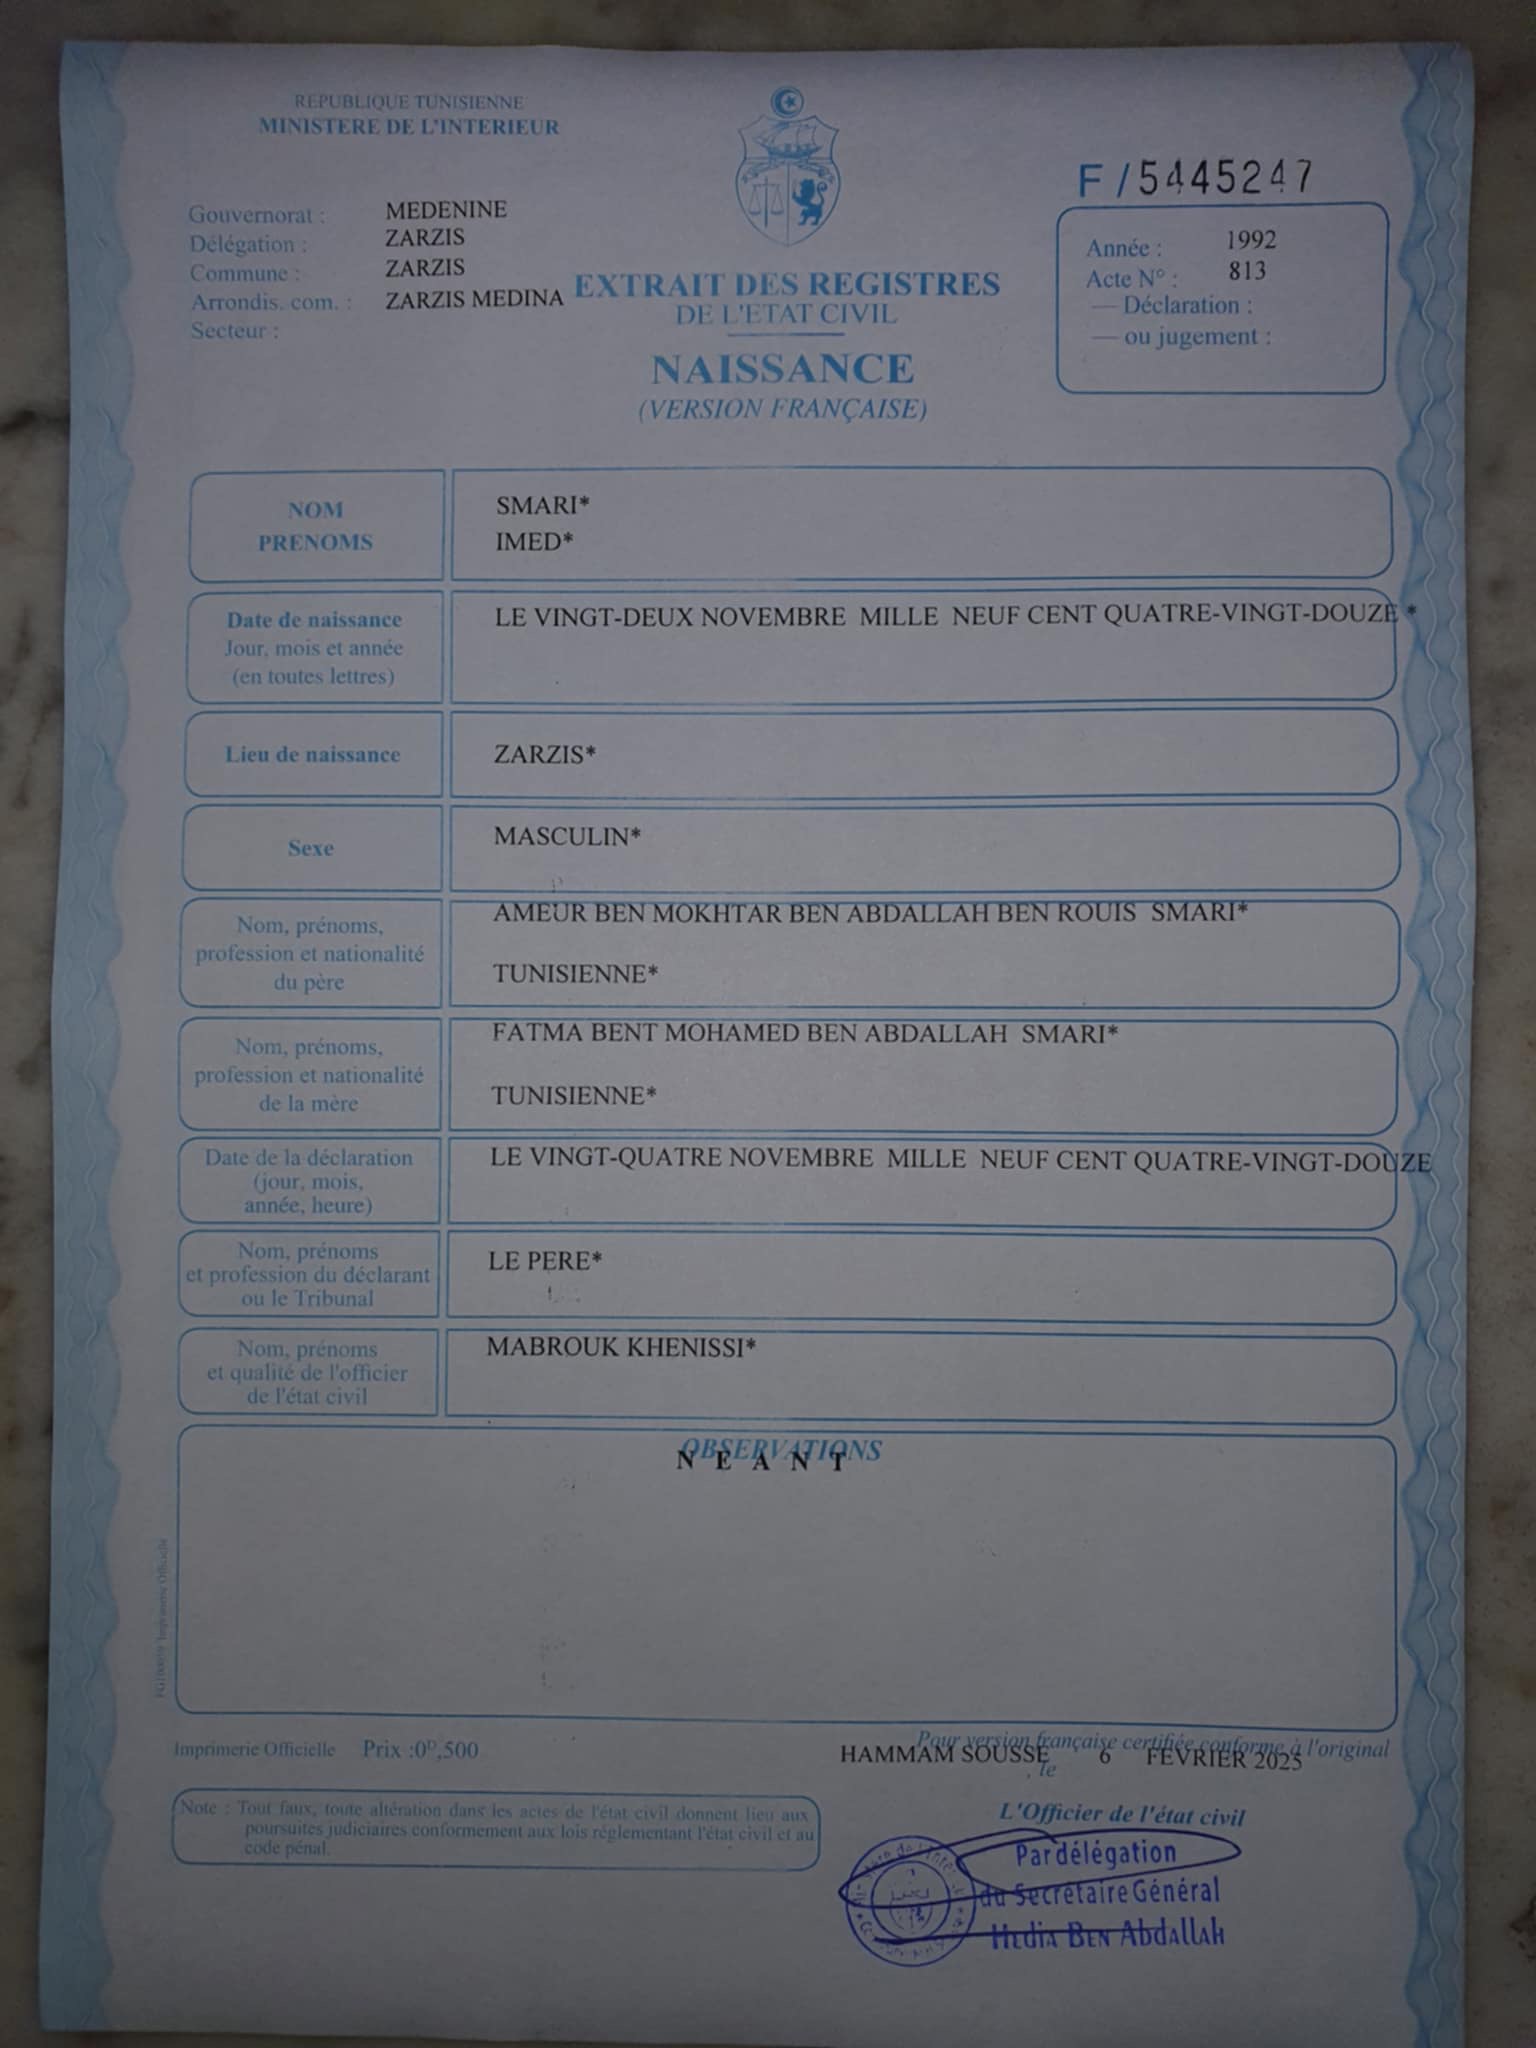 REPUBLIQUE TUNISIENNE
MINISTERE DE L'INTERIEUR
F / 5445247
Gouvernorat : MEDENINE
Délégation : ZARZIS
Commune : ZARZIS
Arrondis. com. : ZARZIS MEDINA
Secteur :
EXTRAIT DES REGISTRES
DE L'ETAT CIVIL
NAISSANCE
(VERSION FRANÇAISE)
Année : 1992
Acte N° : 813
— Déclaration :
— ou jugement :
NOM SMARI*
PRENOMS IMED*
Date de naissance
Jour, mois et année
(en toutes lettres)
LE VINGT-DEUX NOVEMBRE MILLE NEUF CENT QUATRE-VINGT-DOUZE *
Lieu de naissance ZARZIS*
Sexe MASCULIN*
Nom, prénoms,
profession et nationalité
du père
AMEUR BEN MOKHTAR BEN ABDALLAH BEN ROUIS SMARI*
TUNISIENNE*
Nom, prénoms,
profession et nationalité
de la mère
FATMA BENT MOHAMED BEN ABDALLAH SMARI*
TUNISIENNE*
Date de la déclaration
(jour, mois,
année, heure)
LE VINGT-QUATRE NOVEMBRE MILLE NEUF CENT QUATRE-VINGT-DOUZE
Nom, prénoms
et profession du déclarant
ou le Tribunal
LE PERE*
Nom, prénoms
et qualité de l'officier
de l'état civil
MABROUK KHENISSI*
OBSERVATIONS
N E A N T
Imprimerie Officielle
Imprimerie Officielle Prix :0ᴰ,500
Pour version française certifiée conforme à l'original
HAMMAM SOUSSE , le 6 FEVRIER 2025
Note : Tout faux, toute altération dans les actes de l'état civil donnent lieu aux
poursuites judiciaires conformement aux lois réglementant l'état civil et au
code pénal.
L'Officier de l'état civil
Par délégation
du Secrétaire Général
Hedia Ben Abdallah